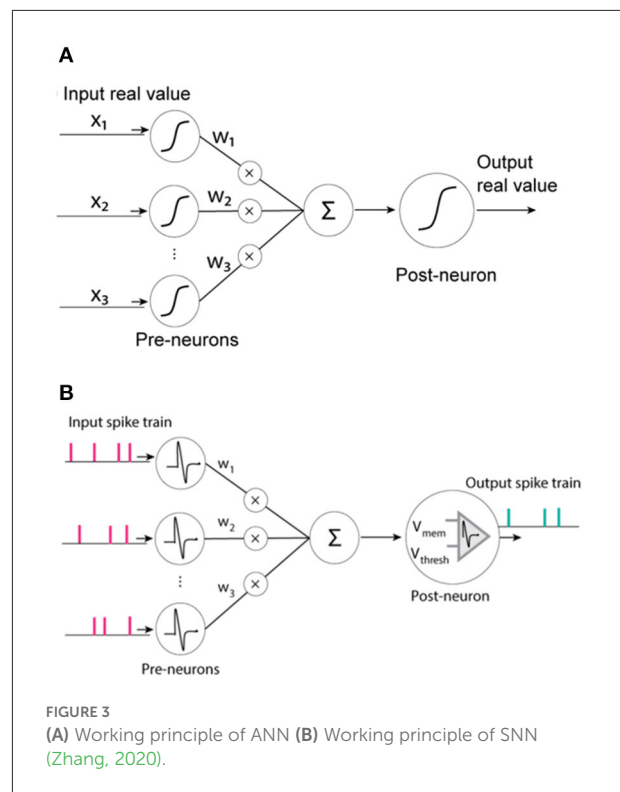 A
Input real value
X1
W1
X2
W2
⋮
W3
X3
Pre-neurons
×
×
×
Σ
Post-neuron
Output
real value
B
Input spike train
w1
w2
⋮
w3
Pre-neurons
×
×
×
Σ
Vmem
Vthresh
Post-neuron
Output spike train
FIGURE 3
(A) Working principle of ANN (B) Working principle of SNN
(Zhang, 2020).